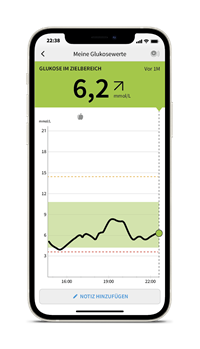 22:38
Meine Glukosewerte
GLUKOSE IM ZIELBEREICH
Vor 1M
6,2
mmol/L
mmol/L
21
18
15
12
9
6
3
16:00
19:00
22:00
NOTIZ HINZUFÜGEN